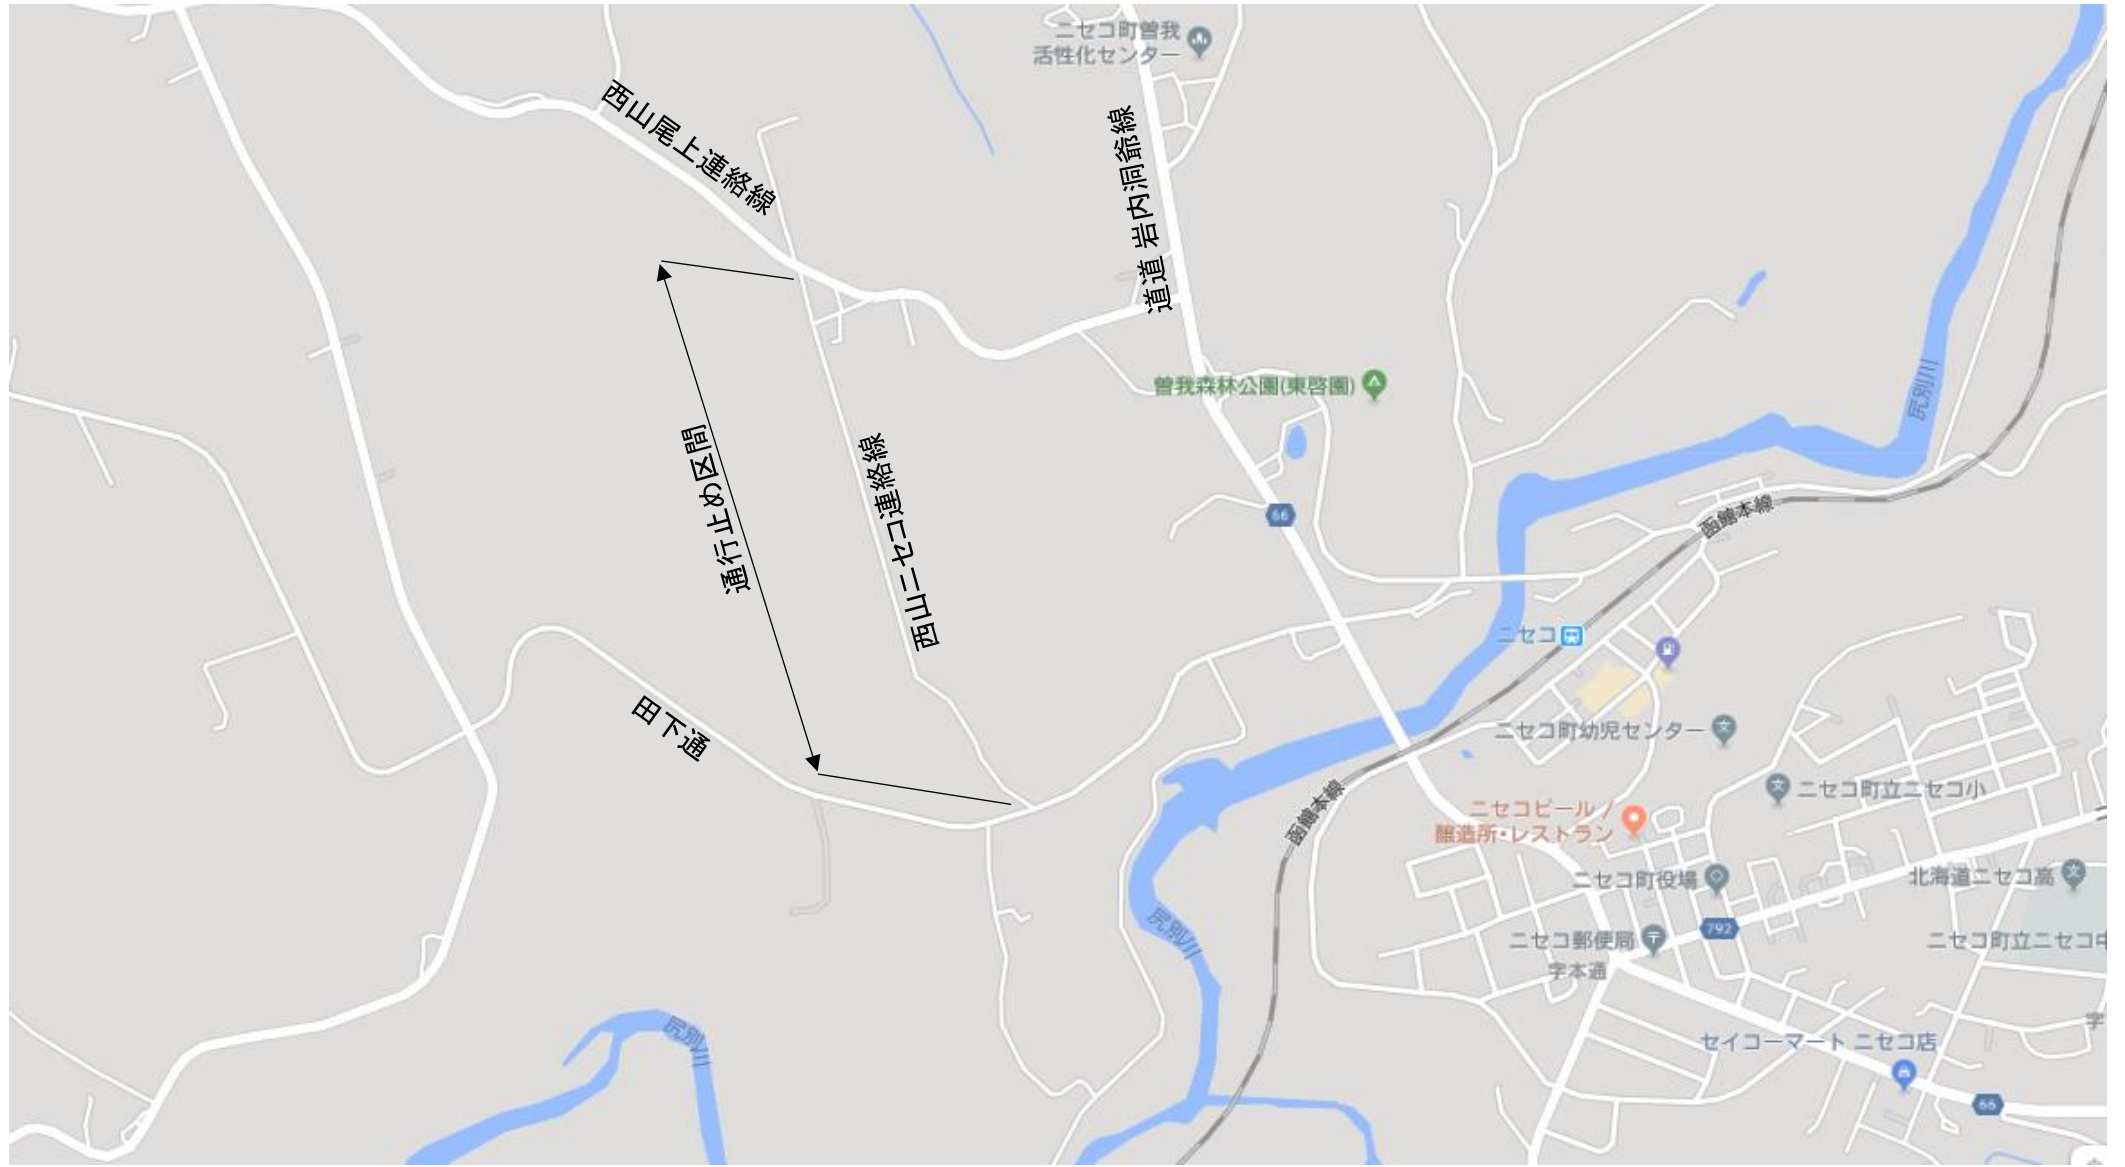 ニセコ町曽我
活性化センター
西山尾上連絡線
道道 岩内洞爺線
曽我森林公園(東啓園)
尻別川
通行止め区間
西山ニセコ連絡線
66
函館本線
ニセコ
田下通
ニセコ町幼児センター
ニセコ町立ニセコ小
函館本線
ニセコビール /
醸造所・レストラン
ニセコ町役場
北海道ニセコ高
尻別川
792
ニセコ郵便局
ニセコ町立ニセコ中
字本通
字
尻別川
セイコーマート ニセコ店
66